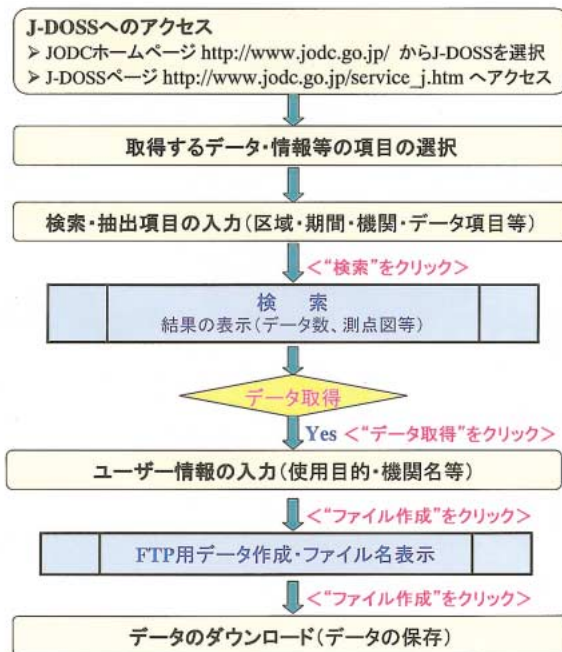 J-DOSSへのアクセス
➢ JODCホームページ http://www.jodc.go.jp/ からJ-DOSSを選択
➢ J-DOSSページ http://www.jodc.go.jp/service_j.htm へアクセス
取得するデータ・情報等の項目の選択
検索・抽出項目の入力(区域・期間・機関・データ項目等)
<“検索”をクリック>
検 索
結果の表示(データ数、測点図等)
データ取得
Yes <“データ取得”をクリック>
ユーザー情報の入力(使用目的・機関名等)
<“ファイル作成”をクリック>
FTP用データ作成・ファイル名表示
<“ファイル作成”をクリック>
データのダウンロード(データの保存)